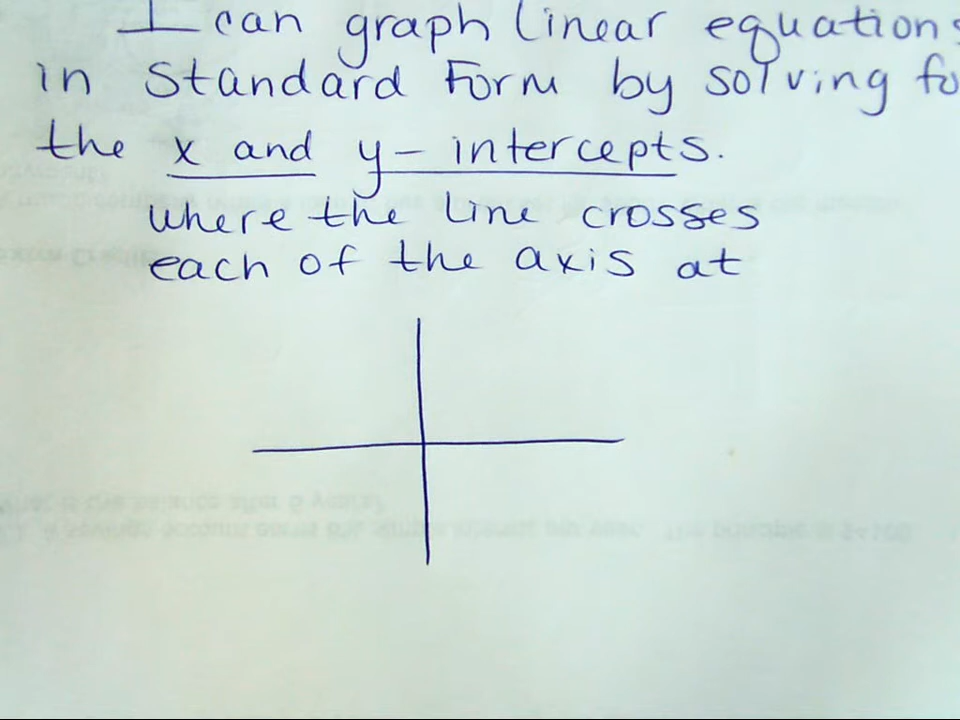 I can graph linear equations
in Standard Form by solving fo
the x and y-intercepts.
where the line crosses
each of the axis at